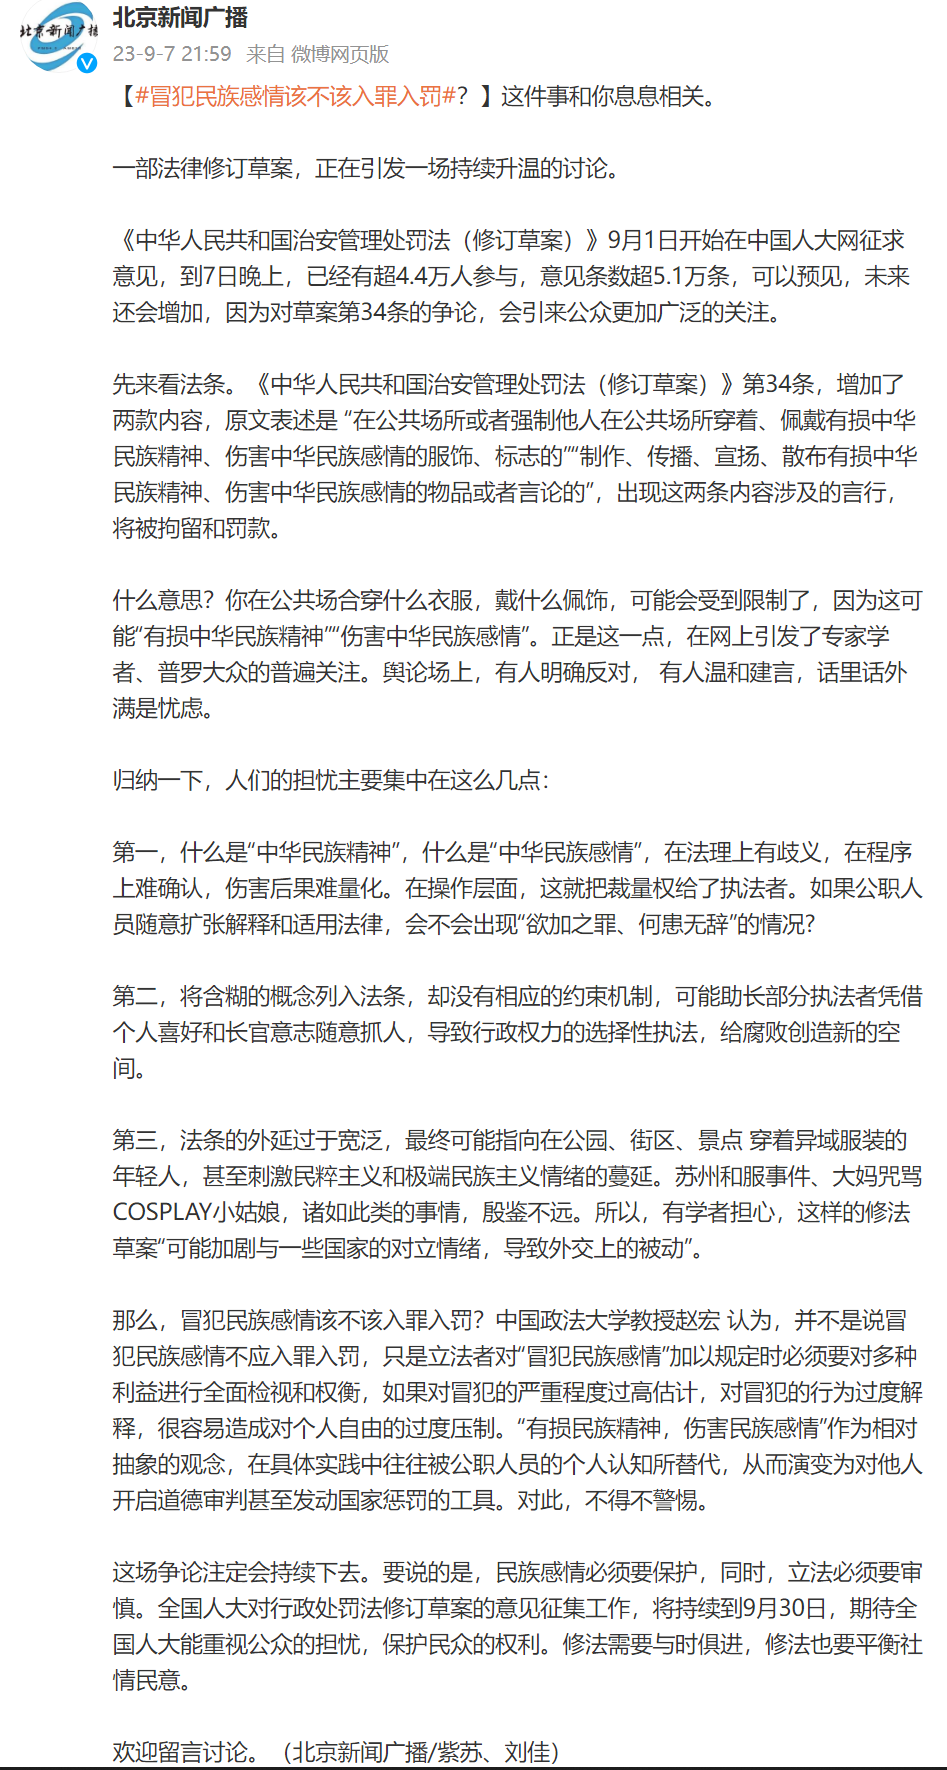 北京新闻广播
北京新闻广播
23-9-7 21:59 来自 微博网页版
【#冒犯民族感情该不该入罪入罚#？】这件事和你息息相关。
一部法律修订草案，正在引发一场持续升温的讨论。
《中华人民共和国治安管理处罚法（修订草案）》9月1日开始在中国人大网征求
意见，到7日晚上，已经有超4.4万人参与，意见条数超5.1万条，可以预见，未来
还会增加，因为对草案第34条的争论，会引来公众更加广泛的关注。
先来看法条。《中华人民共和国治安管理处罚法（修订草案）》第34条，增加了
两款内容，原文表述是 “在公共场所或者强制他人在公共场所穿着、佩戴有损中华
民族精神、伤害中华民族感情的服饰、标志的”“制作、传播、宣扬、散布有损中华
民族精神、伤害中华民族感情的物品或者言论的”，出现这两条内容涉及的言行，
将被拘留和罚款。
什么意思？你在公共场合穿什么衣服，戴什么佩饰，可能会受到限制了，因为这可
能“有损中华民族精神”“伤害中华民族感情”。正是这一点，在网上引发了专家学
者、普罗大众的普遍关注。舆论场上，有人明确反对， 有人温和建言，话里话外
满是忧虑。
归纳一下，人们的担忧主要集中在这么几点：
第一，什么是“中华民族精神”，什么是“中华民族感情”，在法理上有歧义，在程序
上难确认，伤害后果难量化。在操作层面，这就把裁量权给了执法者。如果公职人
员随意扩张解释和适用法律，会不会出现“欲加之罪、何患无辞”的情况?
第二，将含糊的概念列入法条，却没有相应的约束机制，可能助长部分执法者凭借
个人喜好和长官意志随意抓人，导致行政权力的选择性执法，给腐败创造新的空
间。
第三，法条的外延过于宽泛，最终可能指向在公园、街区、景点 穿着异域服装的
年轻人，甚至刺激民粹主义和极端民族主义情绪的蔓延。苏州和服事件、大妈咒骂
COSPLAY小姑娘，诸如此类的事情，殷鉴不远。所以，有学者担心，这样的修法
草案“可能加剧与一些国家的对立情绪，导致外交上的被动”。
那么，冒犯民族感情该不该入罪入罚？中国政法大学教授赵宏 认为，并不是说冒
犯民族感情不应入罪入罚，只是立法者对“冒犯民族感情”加以规定时必须要对多种
利益进行全面检视和权衡，如果对冒犯的严重程度过高估计，对冒犯的行为过度解
释，很容易造成对个人自由的过度压制。“有损民族精神，伤害民族感情”作为相对
抽象的观念，在具体实践中往往被公职人员的个人认知所替代，从而演变为对他人
开启道德审判甚至发动国家惩罚的工具。对此，不得不警惕。
这场争论注定会持续下去。要说的是，民族感情必须要保护，同时，立法必须要审
慎。全国人大对行政处罚法修订草案的意见征集工作，将持续到9月30日，期待全
国人大能重视公众的担忧，保护民众的权利。修法需要与时俱进，修法也要平衡社
情民意。
欢迎留言讨论。（北京新闻广播/紫苏、刘佳）